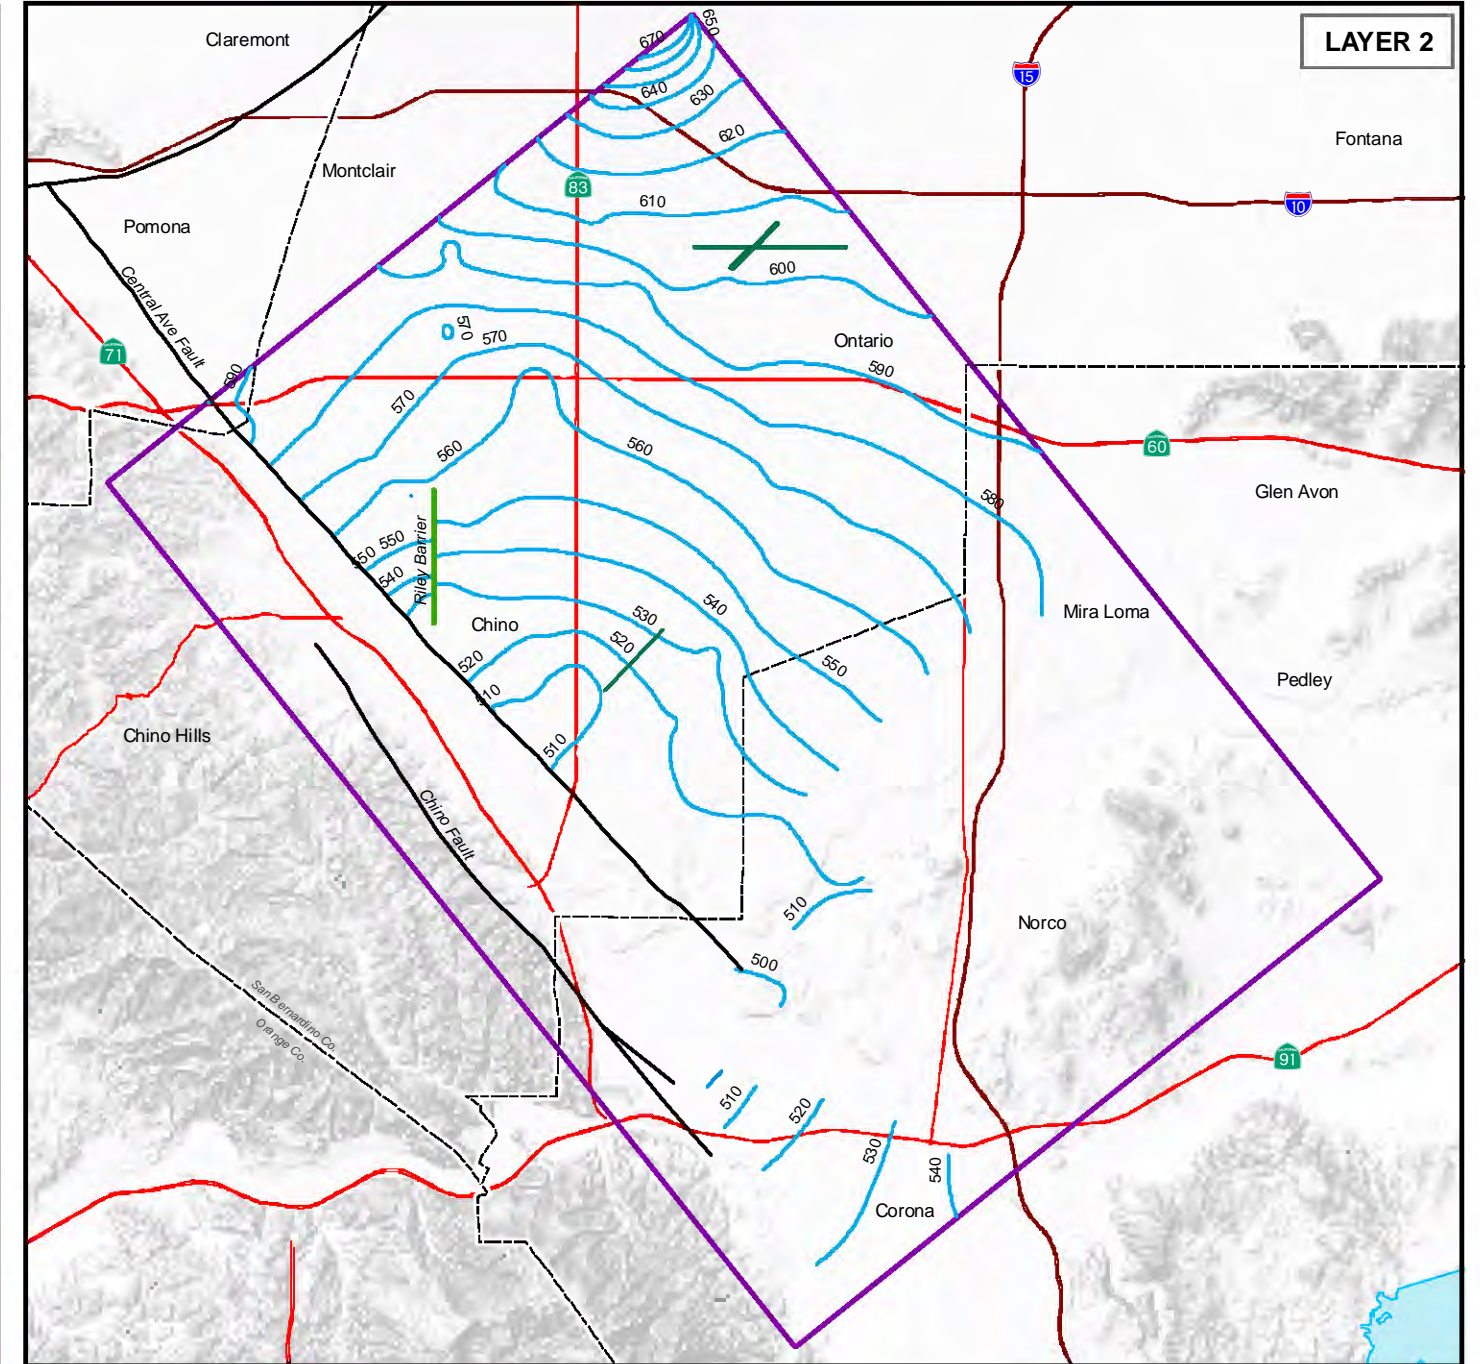 LAYER 2
Claremont
670
650
15
640
630
620
Fontana
Montclair
83
610
10
Pomona
600
Central Ave Fault
570
570
Ontario
71
590
590
570
560
560
60
580
Glen Avon
550
550
540
Riley Barrier
Chino
530
520
540
Mira Loma
520
510
550
Pedley
Chino Hills
510
Chino Fault
510
Norco
500
San Bernardino Co.
Orange Co.
91
510
520
530
540
Corona